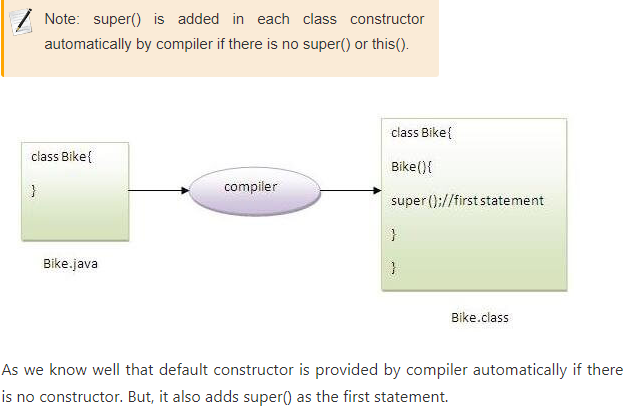 Note: super() is added in each class constructor
automatically by compiler if there is no super() or this().
class Bike{
}
Bike.java
compiler
class Bike{
Bike(){
super();//first statement
}
}
Bike.class
As we know well that default constructor is provided by compiler automatically if there
is no constructor. But, it also adds super() as the first statement.